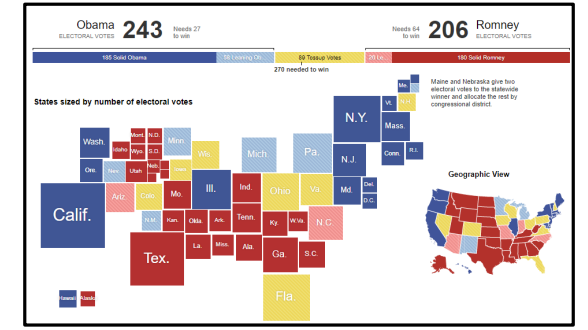 Obama 243 Needs 27 Needs 64 206 Romney
ELECTORAL VOTES to win to win ELECTORAL VOTES
185 Solid Obama 58 Leaning Ob... 89 Tossup Votes 26 Le... 180 Solid Romney
270 needed to win
Maine and Nebraska give two
electoral votes to the statewide
winner and allocate the rest by
congressional district.
States sized by number of electoral votes
Me.
Vt. N.H.
N.Y. Mass.
Wash. Mont. N.D. Minn.
Idaho Wyo. S.D. Wis. Mich. Pa. N.J. Conn. R.I.
Ore. Nev. Utah Neb. Iowa
Geographic View
Ariz. Colo. Mo. Ill. Ind. Ohio Va. Md. Del.
D.C.
Calif. N.M. Kan. Okla. Ark. Tenn. Ky. W.Va. N.C.
Tex. La. Miss. Ala. Ga. S.C.
Fla.
Hawaii Alaska